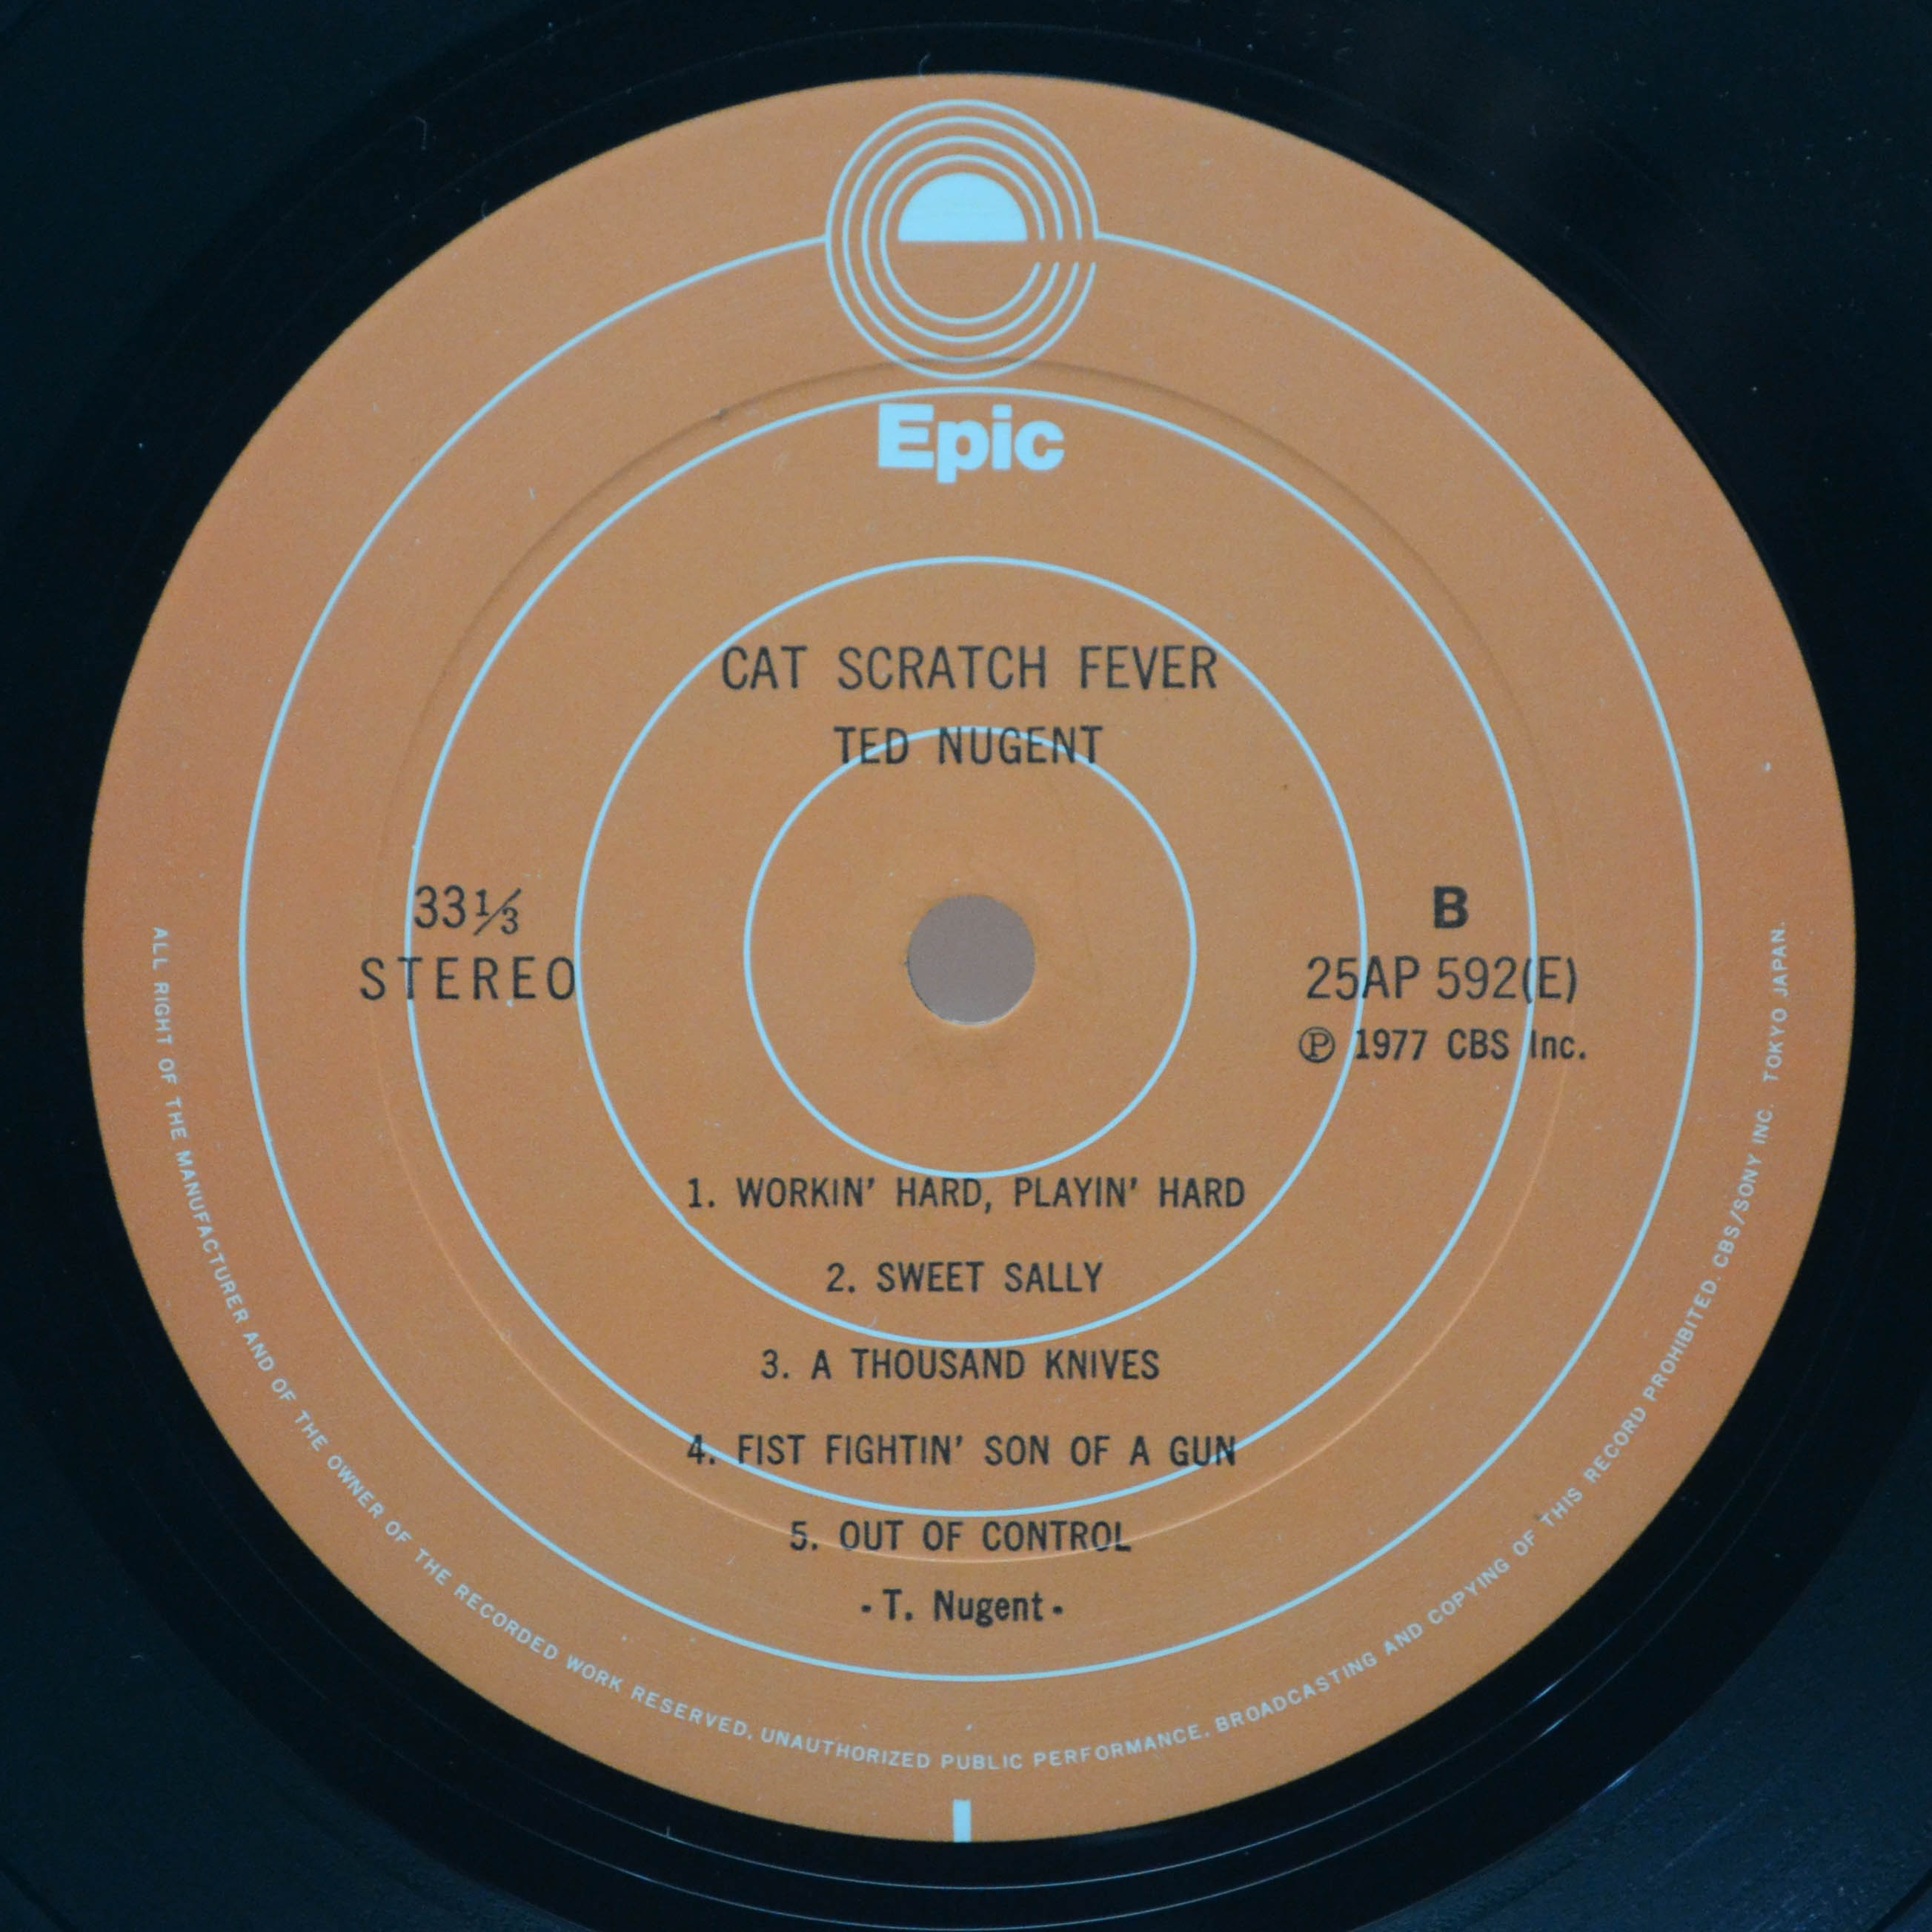 Epic
CAT SCRATCH FEVER
TED NUGENT
33⅓
STEREO
B
25AP 592(E)
Ⓟ 1977 CBS Inc.
1. WORKIN' HARD, PLAYIN' HARD
2. SWEET SALLY
3. A THOUSAND KNIVES
4. FIST FIGHTIN' SON OF A GUN
5. OUT OF CONTROL
- T. Nugent -
ALL RIGHT OF THE MANUFACTURER AND OF THE OWNER OF THE RECORDED WORK RESERVED, UNAUTHORIZED PUBLIC PERFORMANCE, BROADCASTING AND COPYING OF THIS RECORD PROHIBITED. CBS/SONY INC. TOKYO JAPAN.